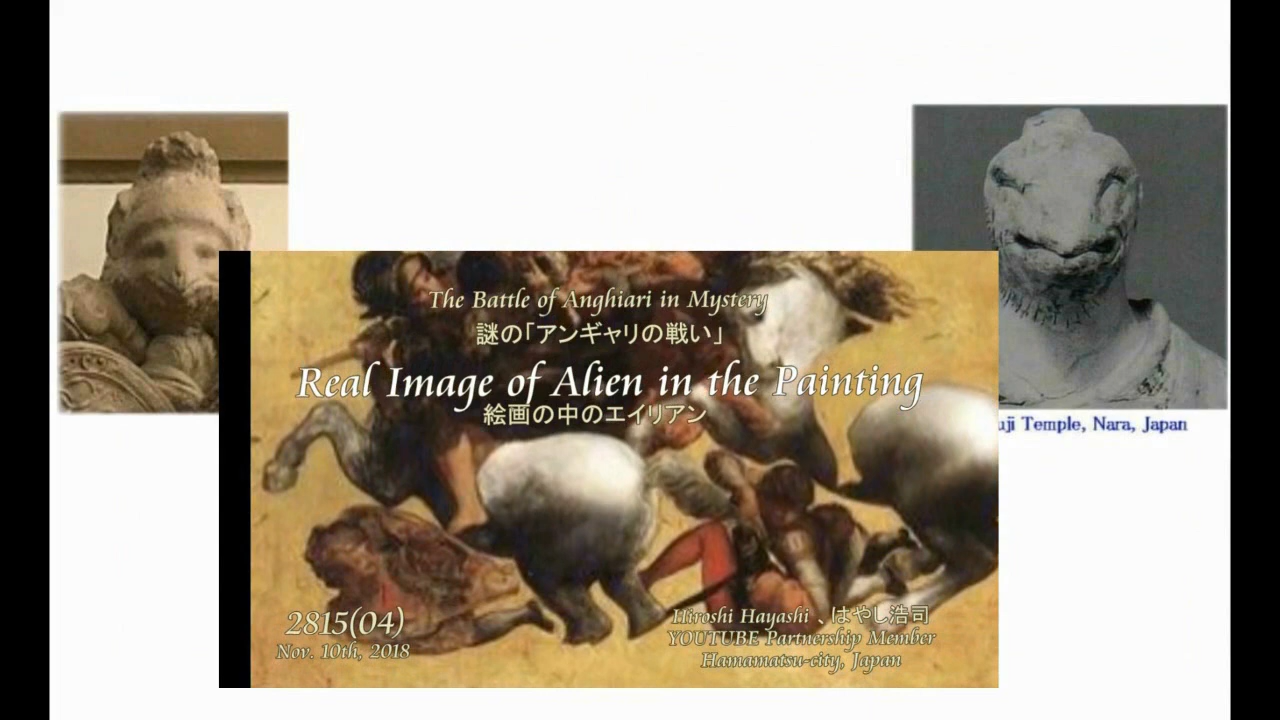 The Battle of Anghiari in Mystery
謎の「アンギャリの戦い」
Real Image of Alien in the Painting
絵画の中のエイリアン
Temple, Nara, Japan
2815(04)
Nov. 10th, 2018
Hiroshi Hayashi 、はやし浩司
YOUTUBE Partnership Member
Hamamatsu-city, Japan